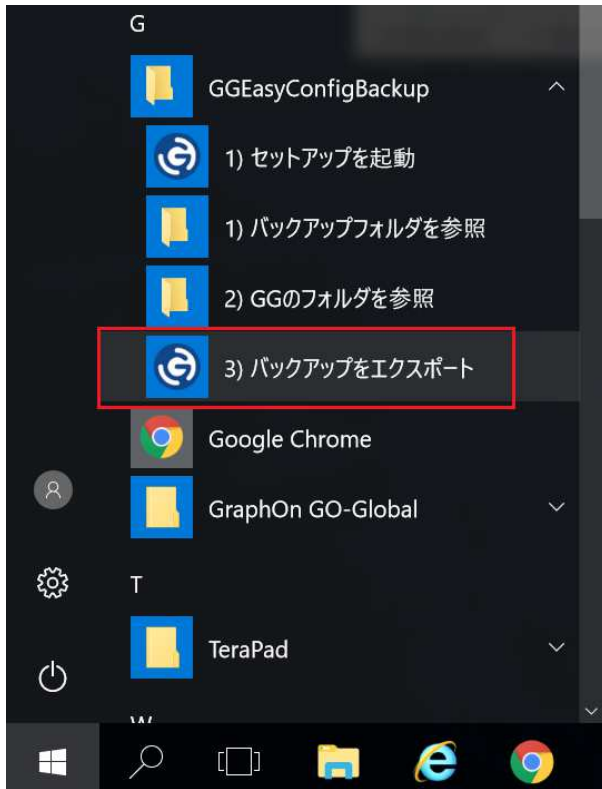 G
GGEasyConfigBackup
1) セットアップを起動
1) バックアップフォルダを参照
2) GGのフォルダを参照
3) バックアップをエクスポート
Google Chrome
GraphOn GO-Global
T
TeraPad
W